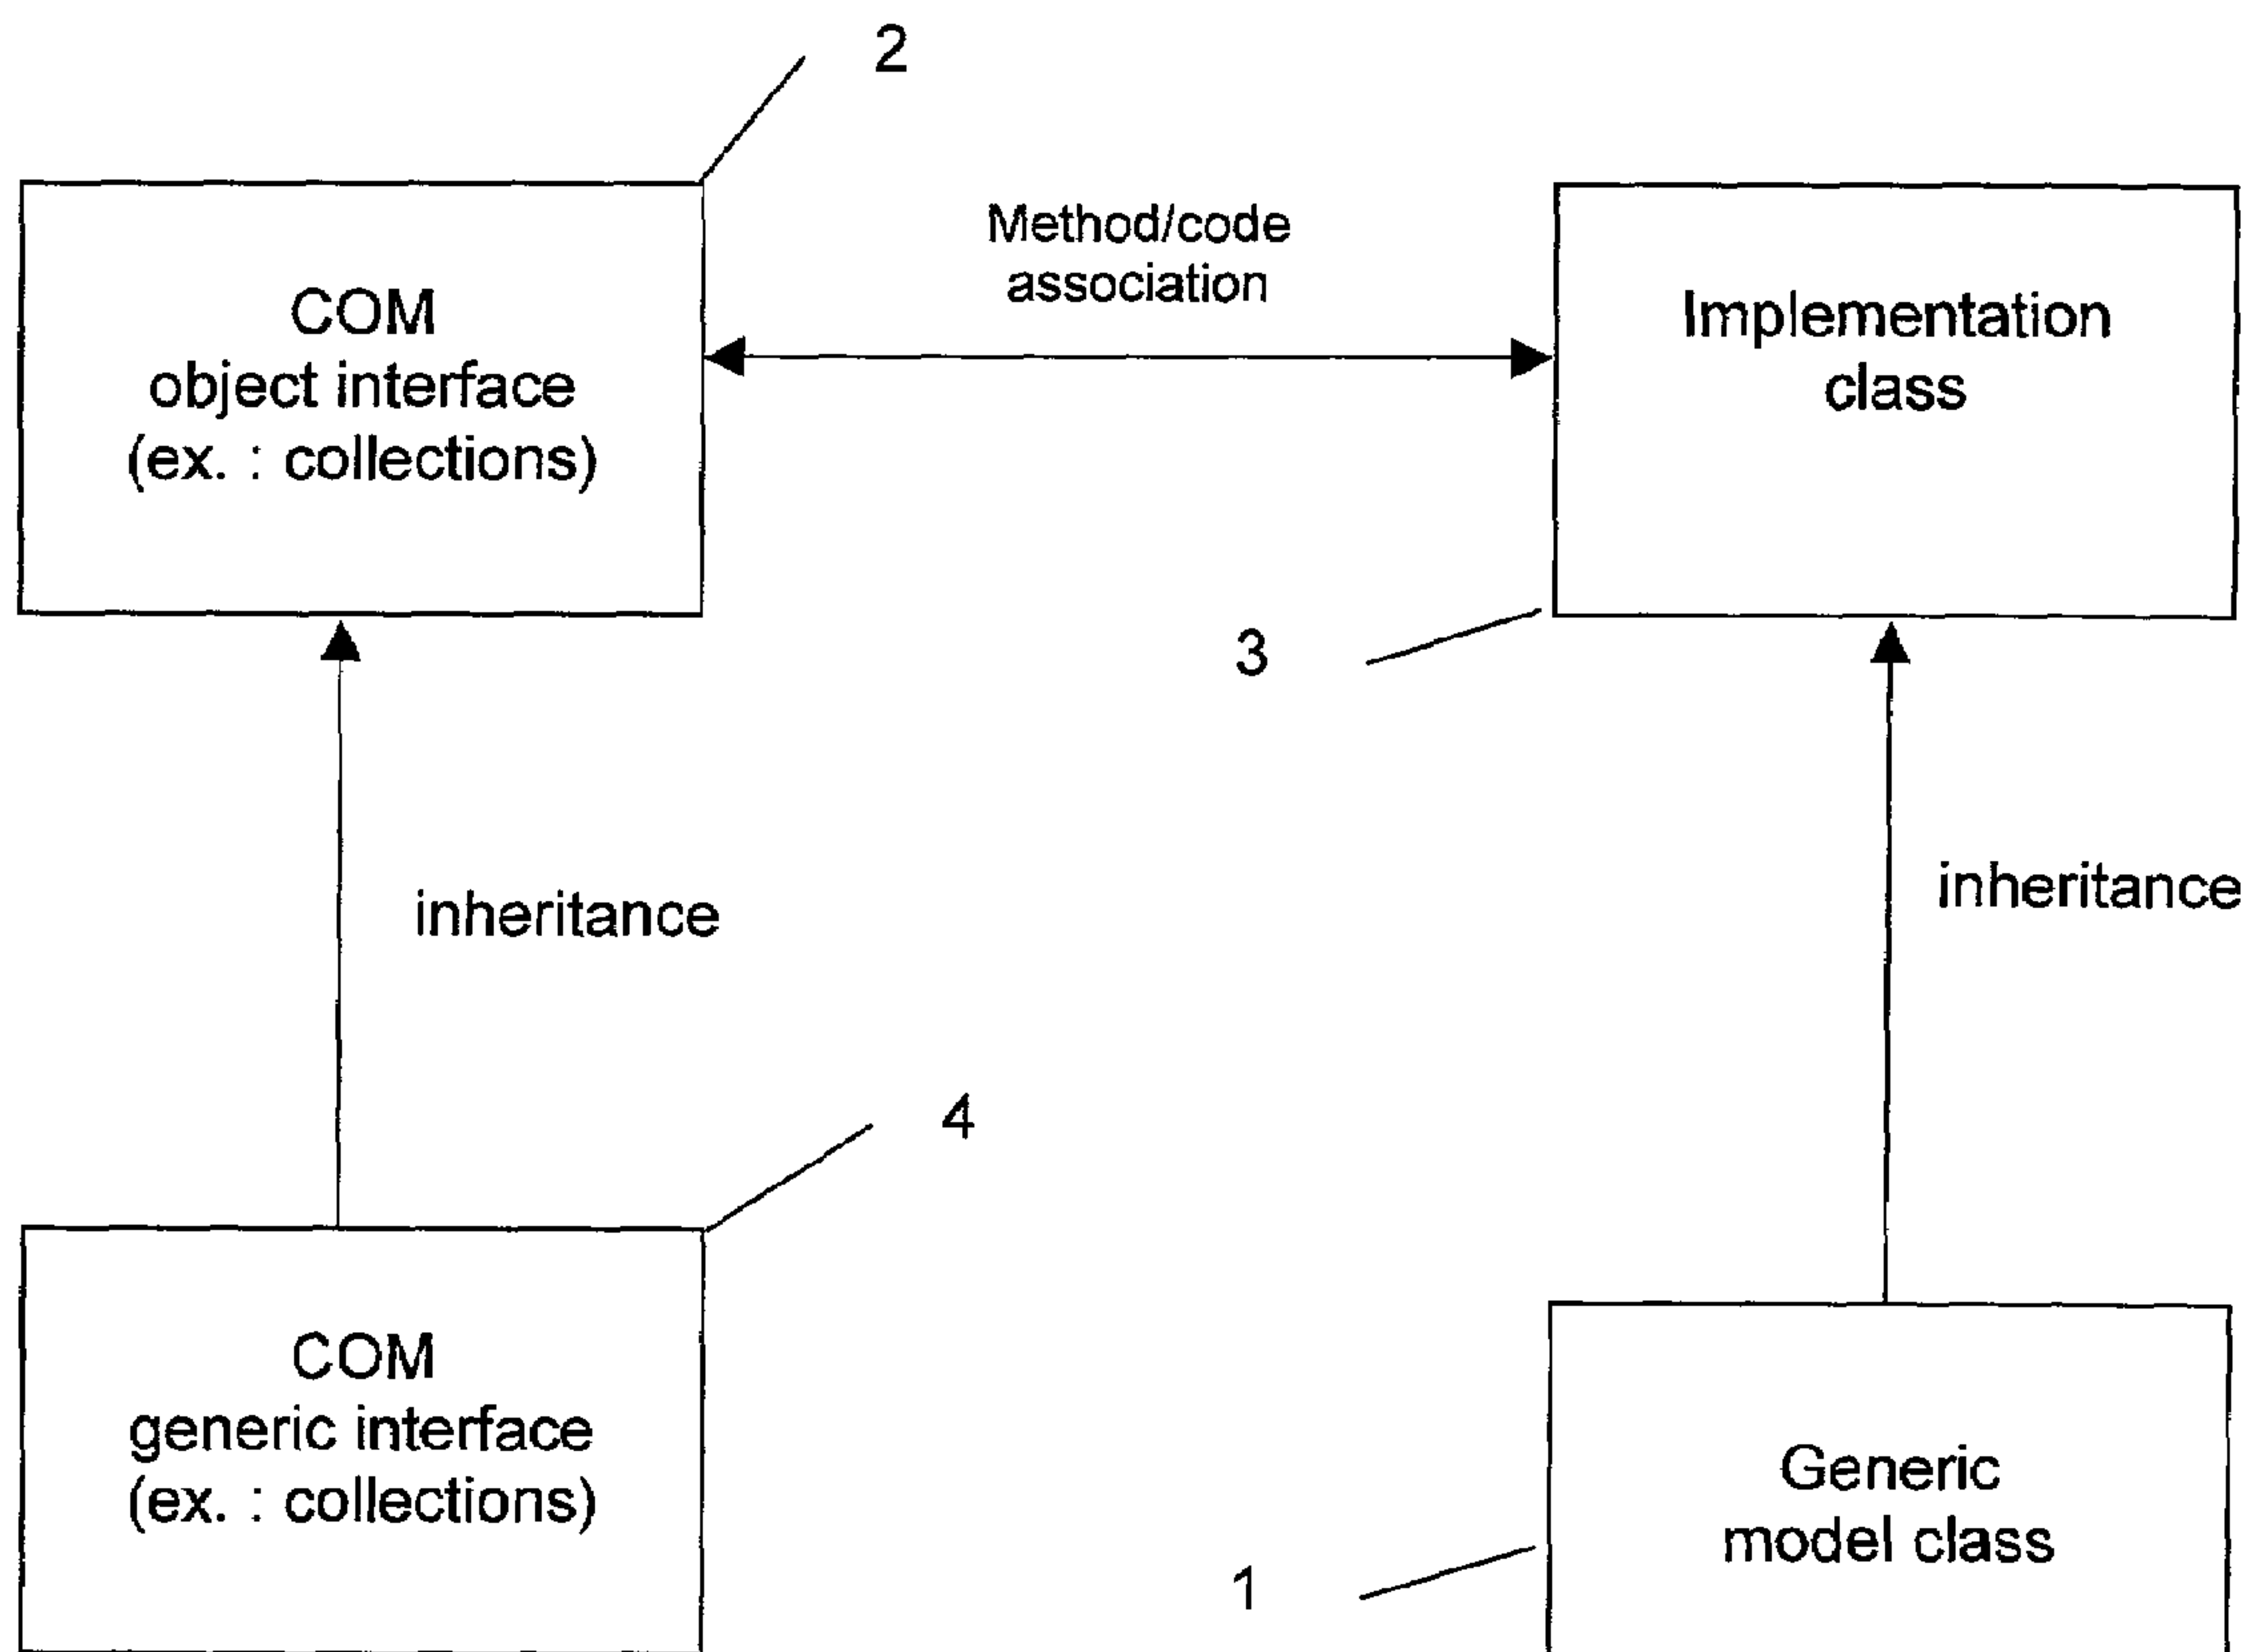 2
Method/code
association
COM
object interface
(ex. : collections)
Implementation
class
3
inheritance
inheritance
4
COM
generic interface
(ex. : collections)
Generic
model class
1